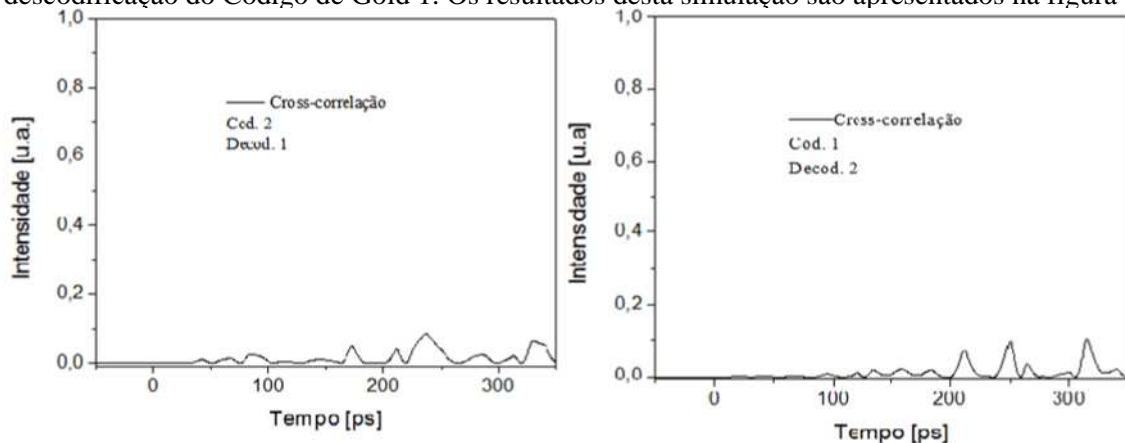 descodificação do Código de Gold 1. Os resultados desta simulação são apresentados na figura
1,0
0,8
0,6
0,4
0,2
0,0
Intensidade [u.a.]
Cross-correlação
Cod. 2
Decod. 1
0 100 200 300
Tempo [ps]
1,0
0,8
0,6
0,4
0,2
0,0
Intensdade [u.a]
Cross-correlação
Cod. 1
Decod. 2
0 100 200 300
Tempo [ps]